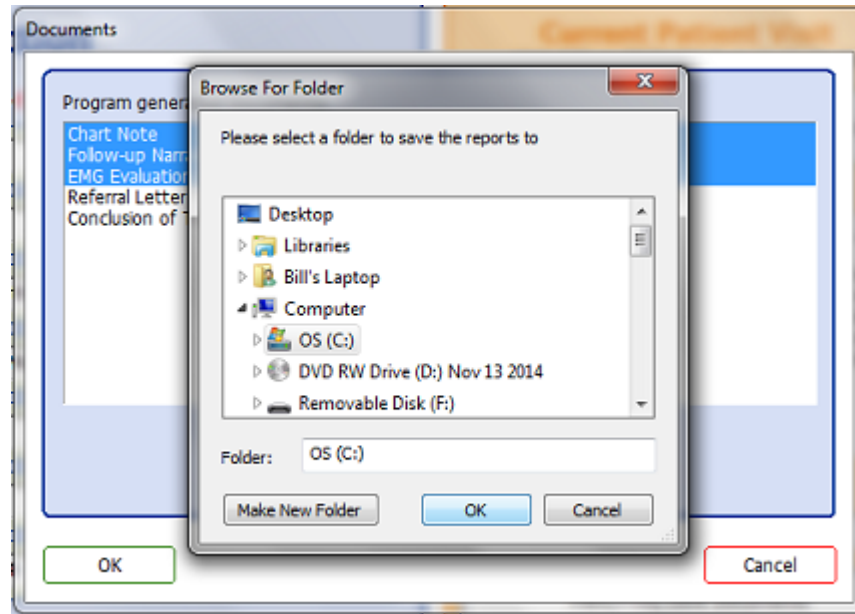 Documents
Current Patient Visit
Program gener
Chart Note
Follow-up Narr
EMG Evaluation
Referral Letter
Conclusion of T
Browse For Folder
Please select a folder to save the reports to
Desktop
Libraries
Bill's Laptop
Computer
OS (C:)
DVD RW Drive (D:) Nov 13 2014
Removable Disk (F:)
Folder: OS (C:)
Make New Folder OK Cancel
OK Cancel